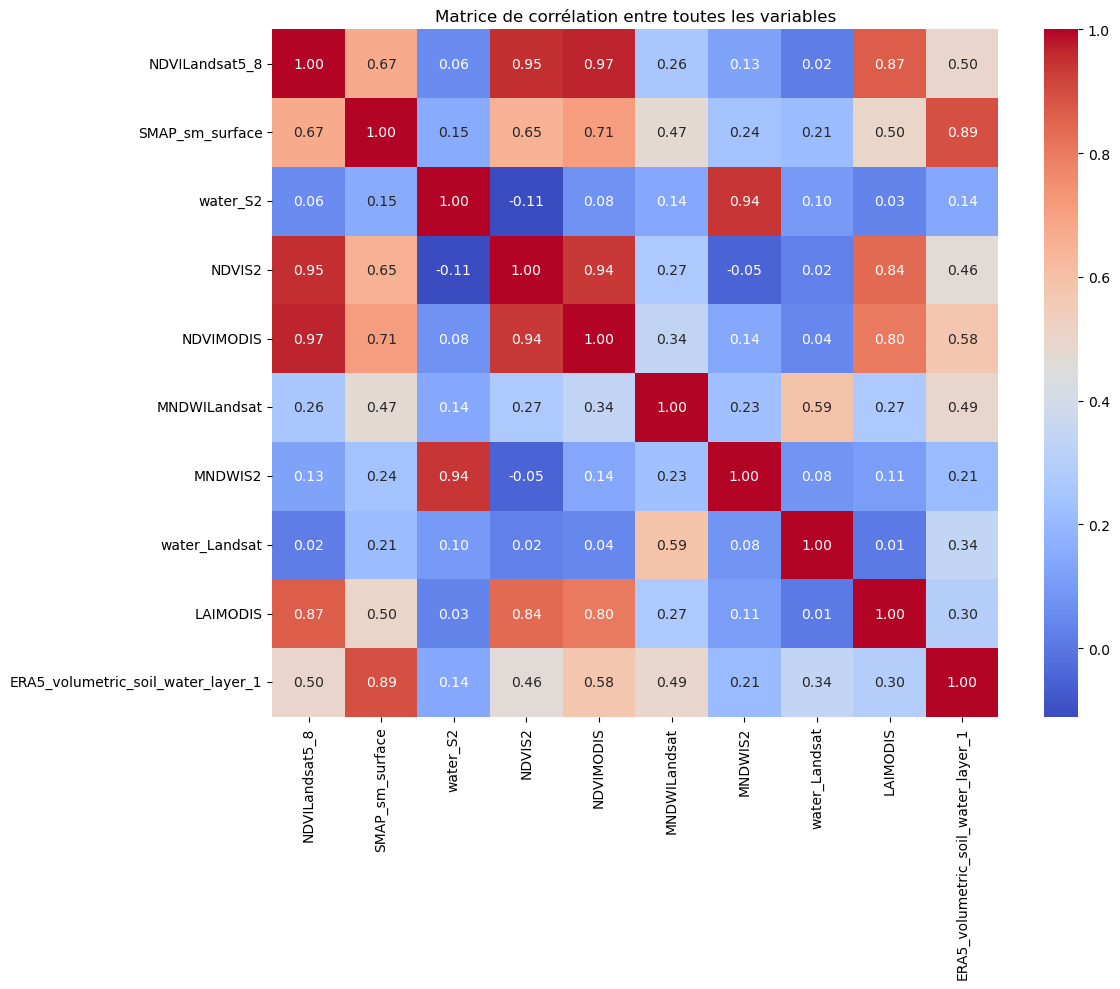 Matrice de corrélation entre toutes les variables
NDVILandsat5_8 1.00 0.67 0.06 0.95 0.97 0.26 0.13 0.02 0.87 0.50
SMAP_sm_surface 0.67 1.00 0.15 0.65 0.71 0.47 0.24 0.21 0.50 0.89
water_S2 0.06 0.15 1.00 -0.11 0.08 0.14 0.94 0.10 0.03 0.14
NDVIS2 0.95 0.65 -0.11 1.00 0.94 0.27 -0.05 0.02 0.84 0.46
NDVIMODIS 0.97 0.71 0.08 0.94 1.00 0.34 0.14 0.04 0.80 0.58
MNDWILandsat 0.26 0.47 0.14 0.27 0.34 1.00 0.23 0.59 0.27 0.49
MNDWIS2 0.13 0.24 0.94 -0.05 0.14 0.23 1.00 0.08 0.11 0.21
water_Landsat 0.02 0.21 0.10 0.02 0.04 0.59 0.08 1.00 0.01 0.34
LAIMODIS 0.87 0.50 0.03 0.84 0.80 0.27 0.11 0.01 1.00 0.30
ERA5_volumetric_soil_water_layer_1 0.50 0.89 0.14 0.46 0.58 0.49 0.21 0.34 0.30 1.00
NDVILandsat5_8
SMAP_sm_surface
water_S2
NDVIS2
NDVIMODIS
MNDWILandsat
MNDWIS2
water_Landsat
LAIMODIS
ERA5_volumetric_soil_water_layer_1
1.0
0.8
0.6
0.4
0.2
0.0